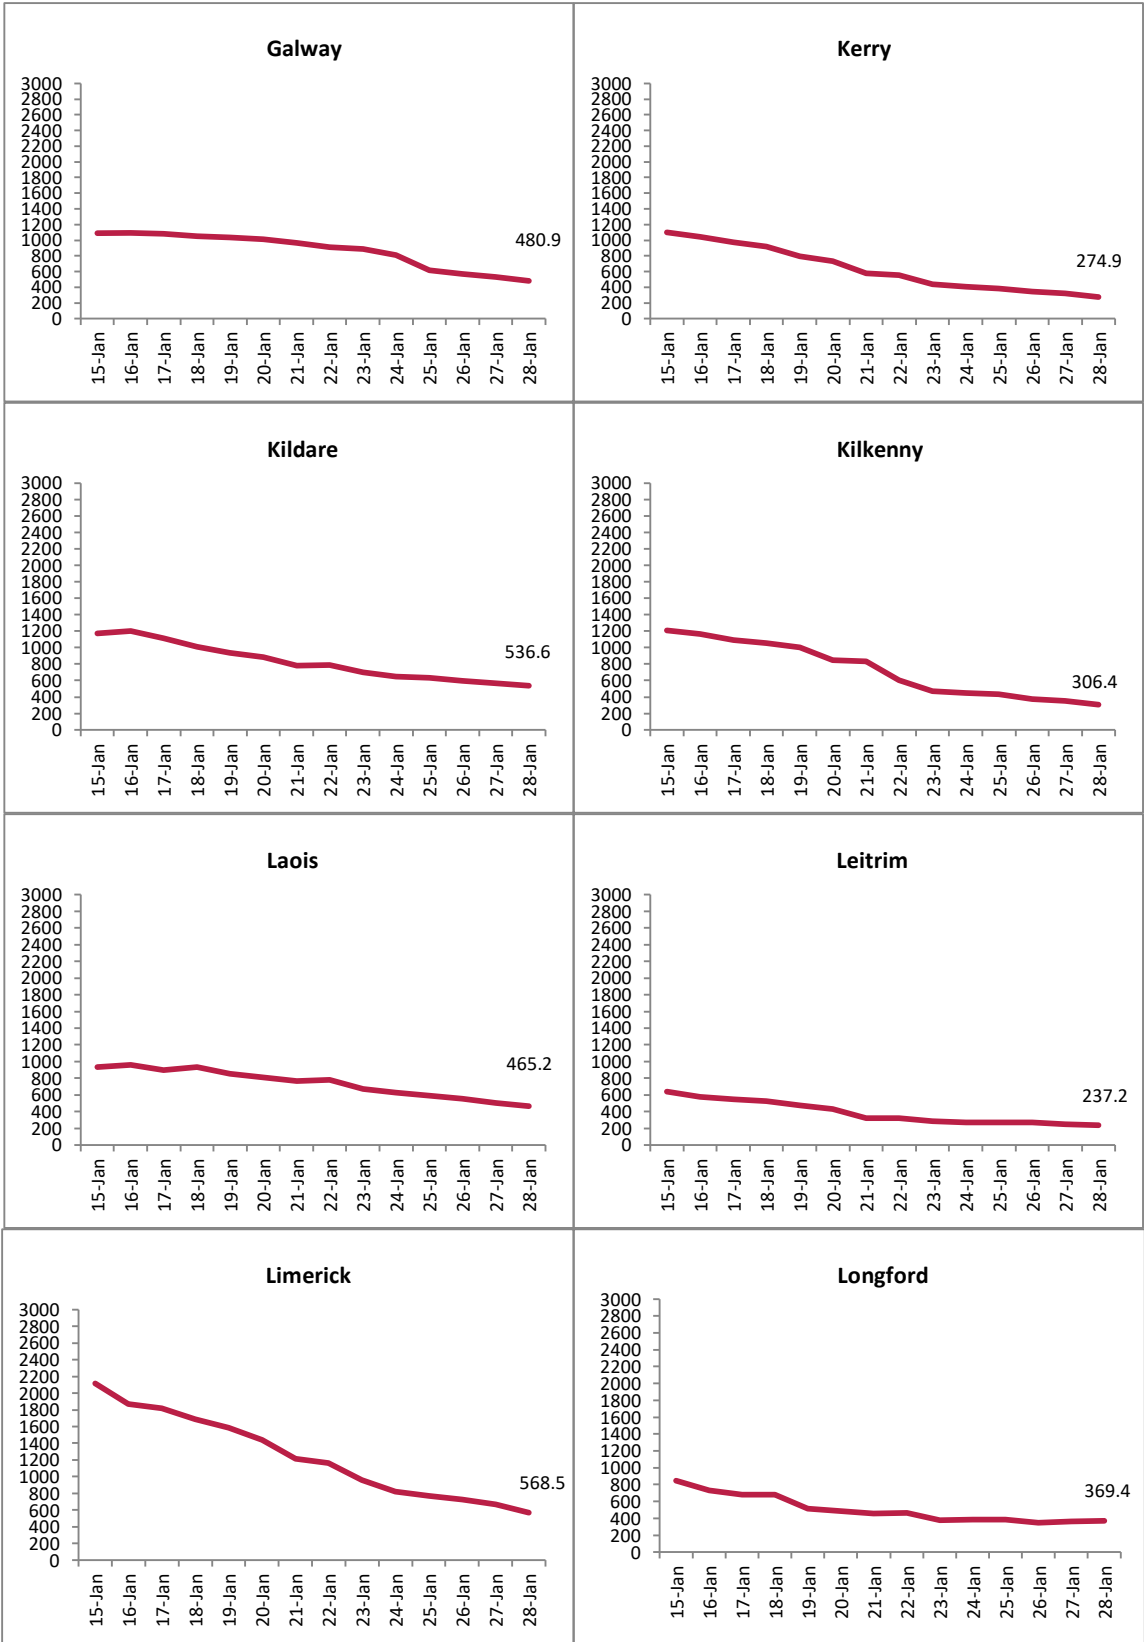 Galway
3000
2800
2600
2400
2200
2000
1800
1600
1400
1200
1000
800
600
400
200
0
480.9
15-Jan
16-Jan
17-Jan
18-Jan
19-Jan
20-Jan
21-Jan
22-Jan
23-Jan
24-Jan
25-Jan
26-Jan
27-Jan
28-Jan
Kerry
3000
2800
2600
2400
2200
2000
1800
1600
1400
1200
1000
800
600
400
200
0
274.9
15-Jan
16-Jan
17-Jan
18-Jan
19-Jan
20-Jan
21-Jan
22-Jan
23-Jan
24-Jan
25-Jan
26-Jan
27-Jan
28-Jan
Kildare
3000
2800
2600
2400
2200
2000
1800
1600
1400
1200
1000
800
600
400
200
0
536.6
15-Jan
16-Jan
17-Jan
18-Jan
19-Jan
20-Jan
21-Jan
22-Jan
23-Jan
24-Jan
25-Jan
26-Jan
27-Jan
28-Jan
Kilkenny
3000
2800
2600
2400
2200
2000
1800
1600
1400
1200
1000
800
600
400
200
0
306.4
15-Jan
16-Jan
17-Jan
18-Jan
19-Jan
20-Jan
21-Jan
22-Jan
23-Jan
24-Jan
25-Jan
26-Jan
27-Jan
28-Jan
Laois
3000
2800
2600
2400
2200
2000
1800
1600
1400
1200
1000
800
600
400
200
0
465.2
15-Jan
16-Jan
17-Jan
18-Jan
19-Jan
20-Jan
21-Jan
22-Jan
23-Jan
24-Jan
25-Jan
26-Jan
27-Jan
28-Jan
Leitrim
3000
2800
2600
2400
2200
2000
1800
1600
1400
1200
1000
800
600
400
200
0
237.2
15-Jan
16-Jan
17-Jan
18-Jan
19-Jan
20-Jan
21-Jan
22-Jan
23-Jan
24-Jan
25-Jan
26-Jan
27-Jan
28-Jan
Limerick
3000
2800
2600
2400
2200
2000
1800
1600
1400
1200
1000
800
600
400
200
0
568.5
15-Jan
16-Jan
17-Jan
18-Jan
19-Jan
20-Jan
21-Jan
22-Jan
23-Jan
24-Jan
25-Jan
26-Jan
27-Jan
28-Jan
Longford
3000
2800
2600
2400
2200
2000
1800
1600
1400
1200
1000
800
600
400
200
0
369.4
15-Jan
16-Jan
17-Jan
18-Jan
19-Jan
20-Jan
21-Jan
22-Jan
23-Jan
24-Jan
25-Jan
26-Jan
27-Jan
28-Jan